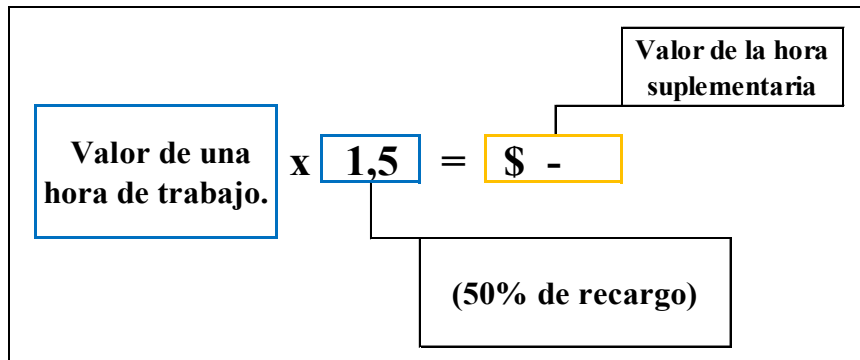 Valor de la hora
suplementaria
Valor de una
hora de trabajo.
x 1,5 = $ -
(50% de recargo)